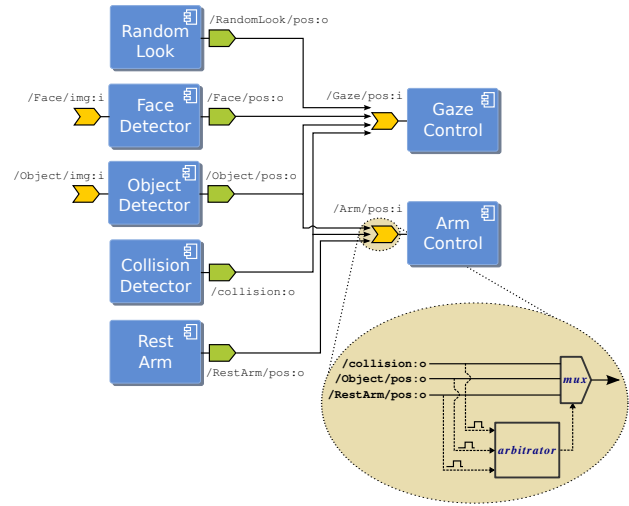 /RandomLook/pos:o
Random
Look
/Face/img:i
/Face/pos:o
Face
Detector
/Gaze/pos:i
Gaze
Control
/Object/img:i
/Object/pos:o
Object
Detector
/Arm/pos:i
Arm
Control
Collision
Detector
/collision:o
Rest
Arm
/RestArm/pos:o
/collision:o
/Object/pos:o
/RestArm/pos:o
mux
arbitrator